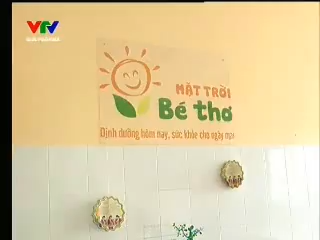 VTV
MẶT TRỜI
Bé thơ
Dinh dưỡng hôm nay, sức khỏe cho ngày mai